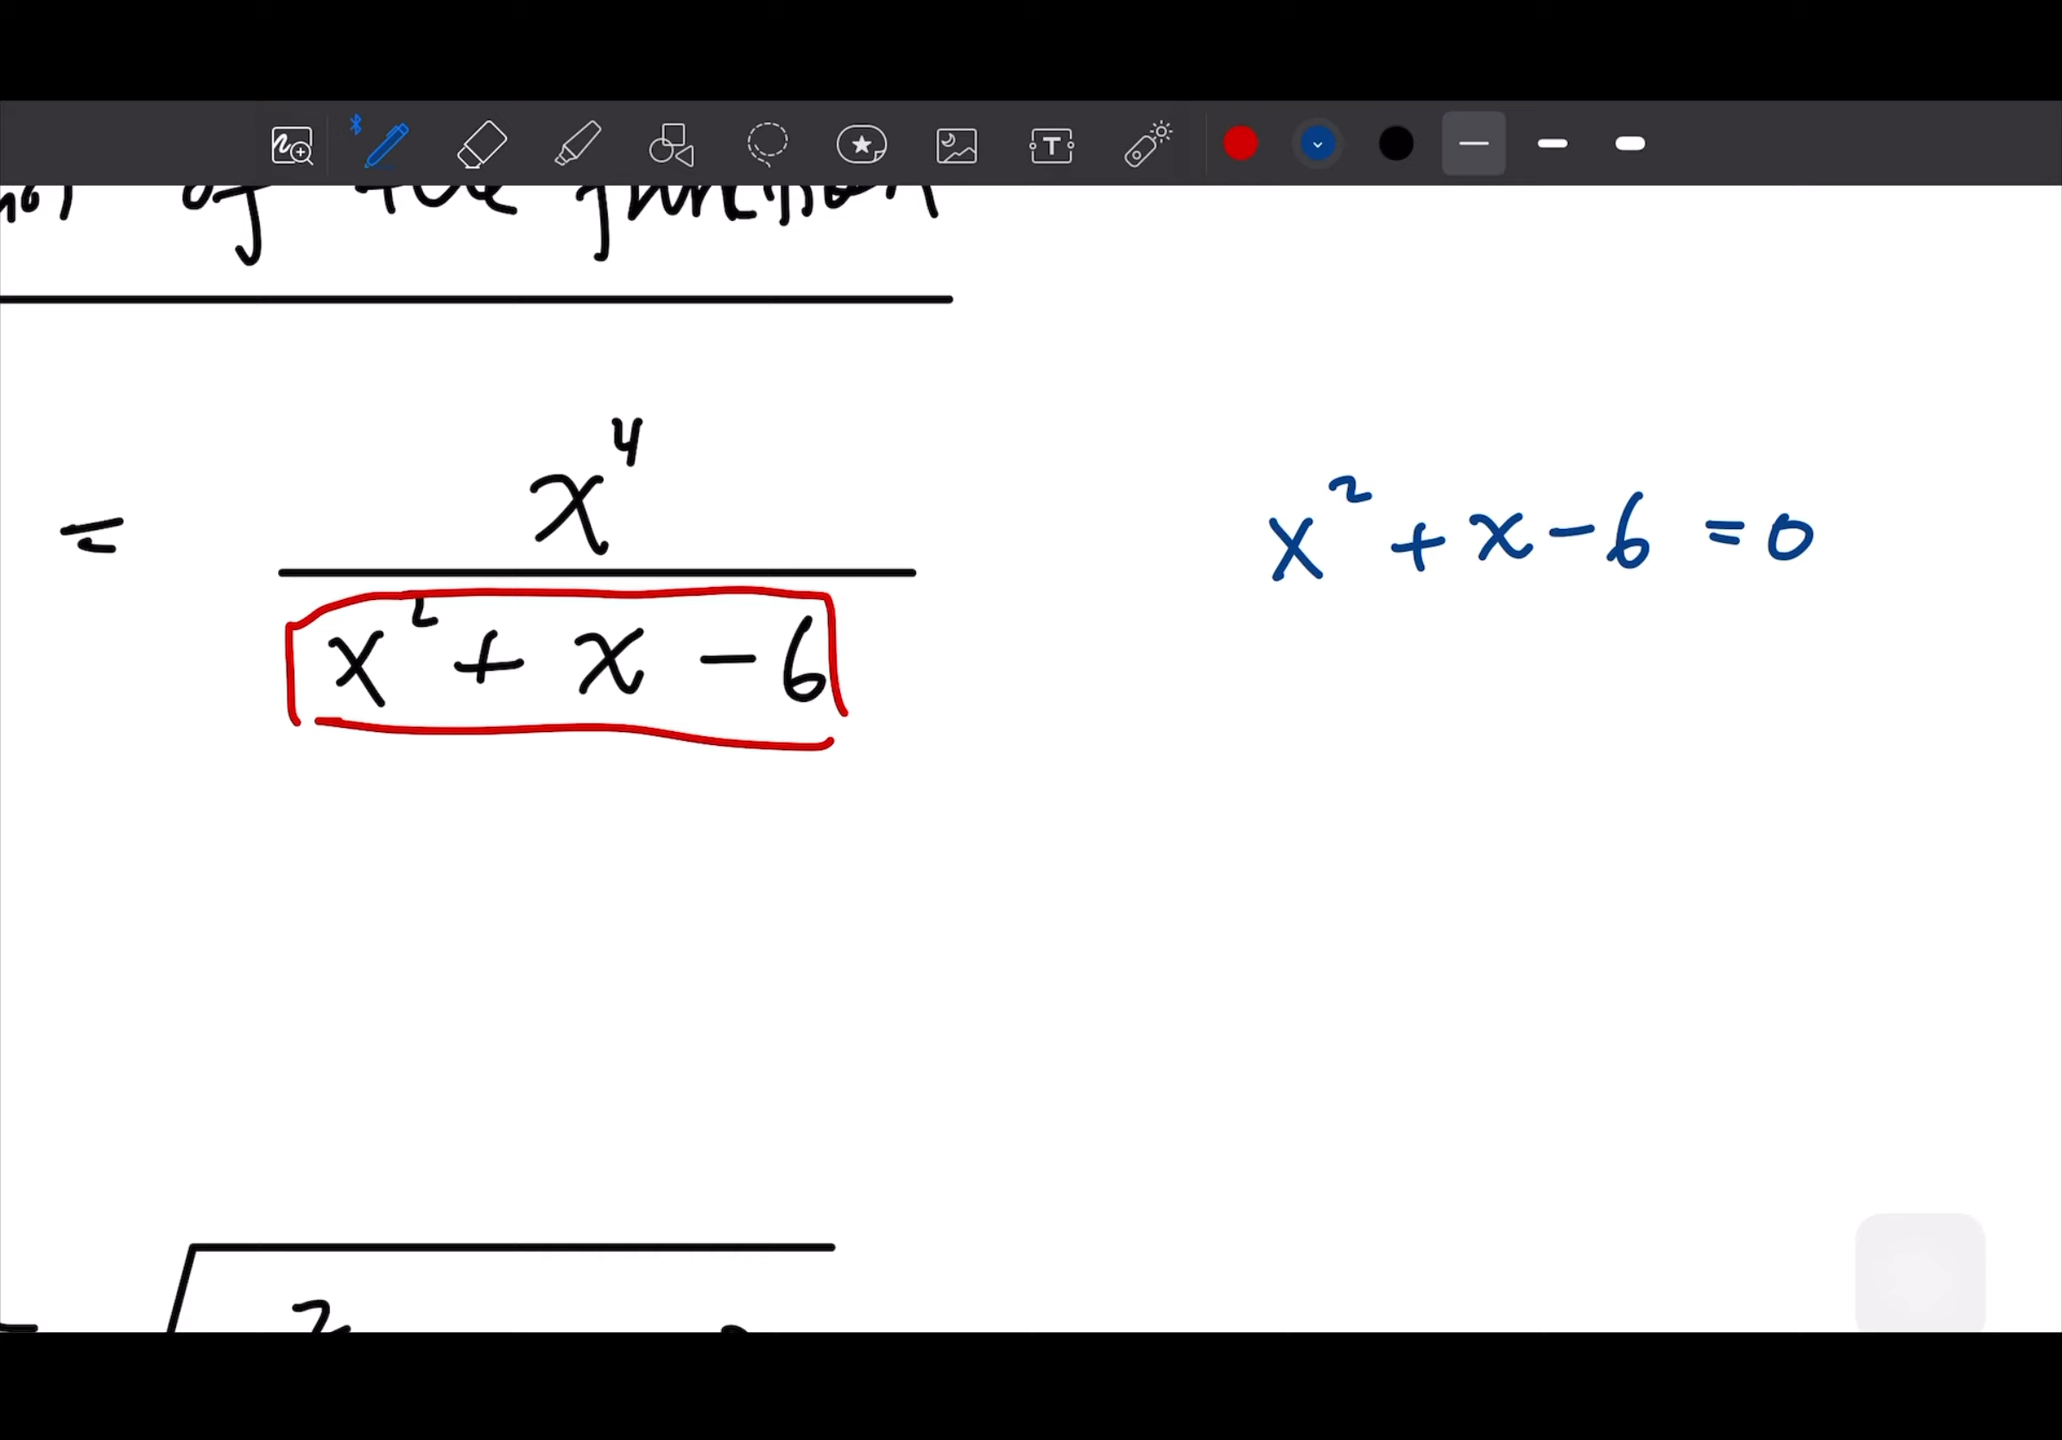 of the function
= x⁴ / (x² + x - 6)
x² + x - 6 = 0